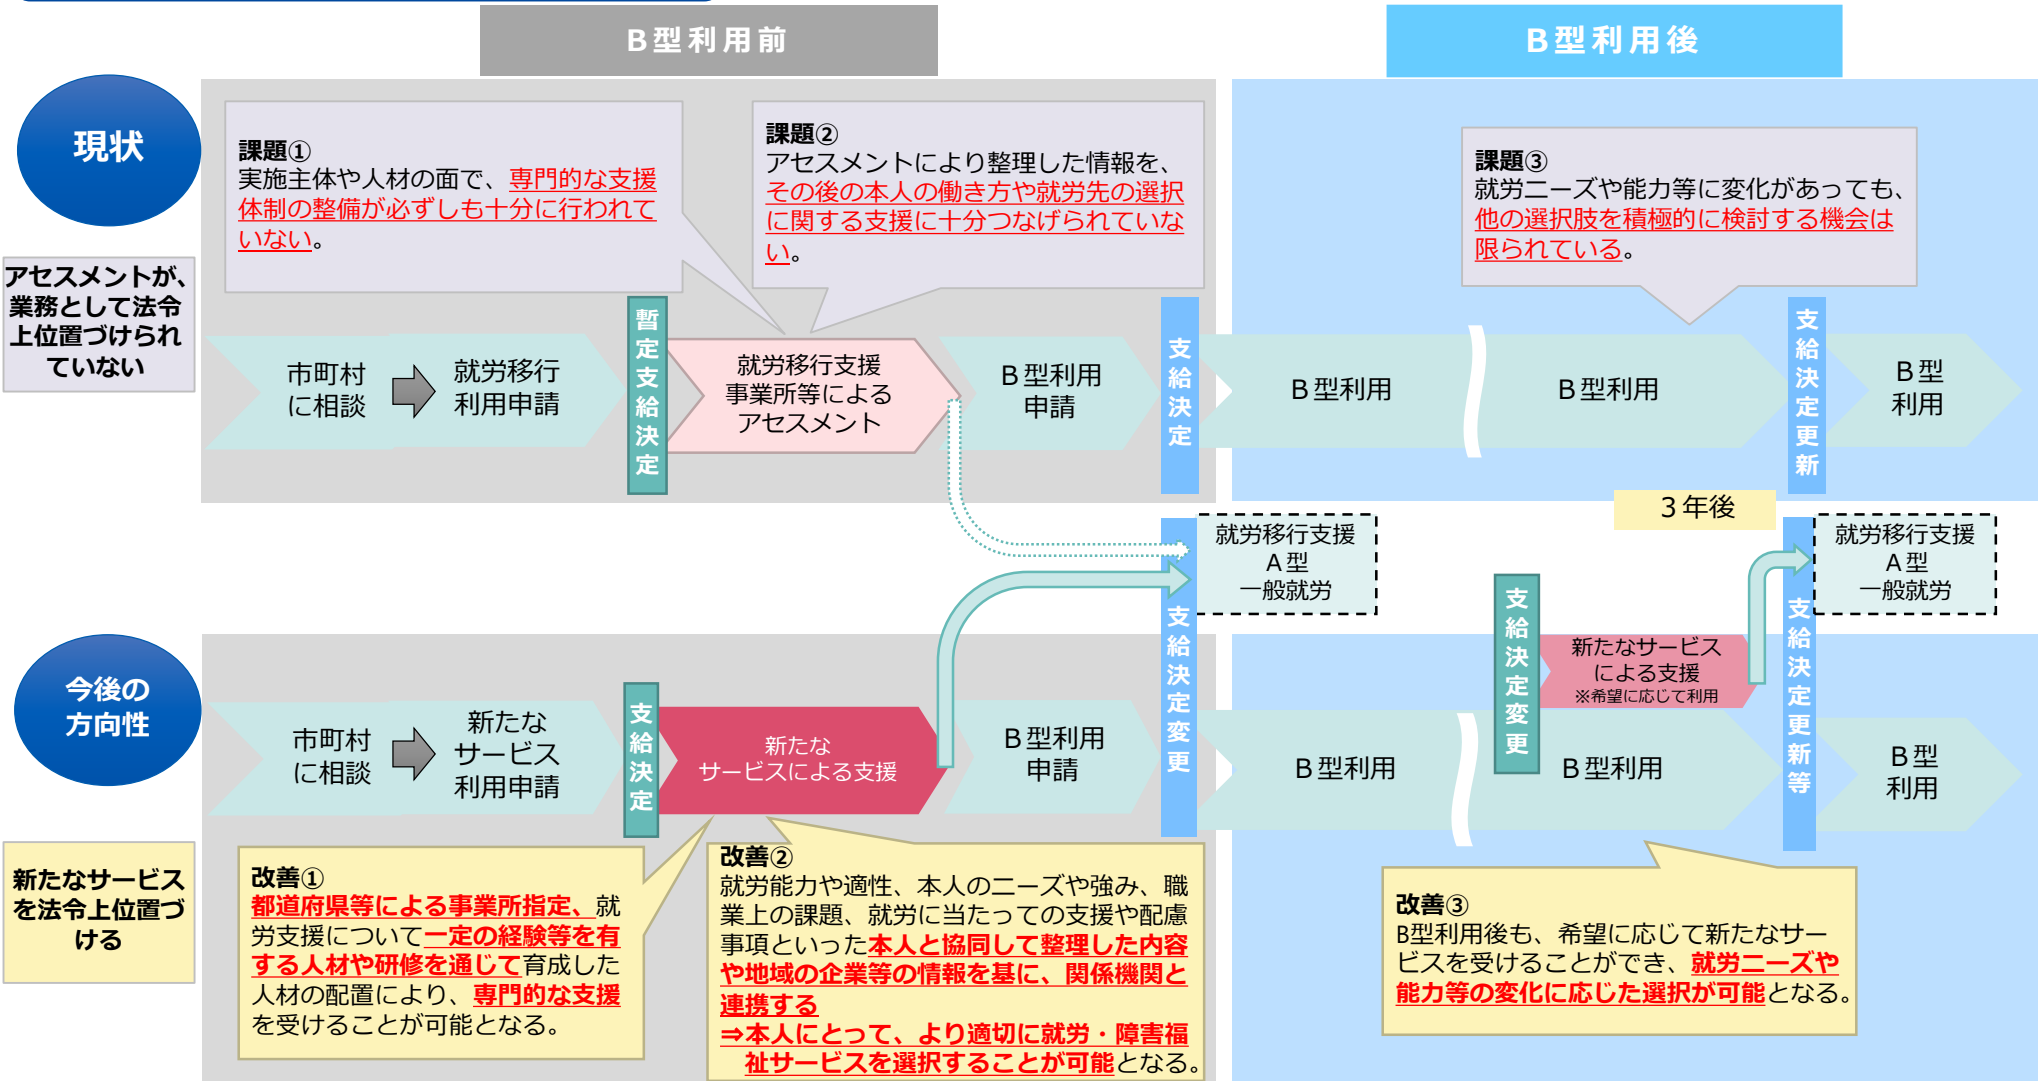 B型利用前
B型利用後
現状
課題①
実施主体や人材の面で、専門的な支援
体制の整備が必ずしも十分に行われて
いない。
課題②
アセスメントにより整理した情報を、
その後の本人の働き方や就労先の選択
に関する支援に十分つなげられていな
い。
課題③
就労ニーズや能力等に変化があっても、
他の選択肢を積極的に検討する機会は
限られている。
アセスメントが、
業務として法令
上位置づけられ
ていない
市町村
に相談
就労移行
利用申請
暫定支給決定
就労移行支援
事業所等による
アセスメント
B型利用
申請
支給決定
B型利用
B型利用
支給決定更新
B型
利用
3年後
就労移行支援
A型
一般就労
就労移行支援
A型
一般就労
今後の
方向性
市町村
に相談
新たな
サービス
利用申請
支給決定
新たな
サービスによる支援
B型利用
申請
支給決定変更
B型利用
支給決定変更
新たなサービス
による支援
※希望に応じて利用
B型利用
支給決定更新等
B型
利用
新たなサービス
を法令上位置づ
ける
改善①
都道府県等による事業所指定、就
労支援について一定の経験等を有
する人材や研修を通じて育成した
人材の配置により、専門的な支援
を受けることが可能となる。
改善②
就労能力や適性、本人のニーズや強み、職
業上の課題、就労に当たっての支援や配慮
事項といった本人と協同して整理した内容
や地域の企業等の情報を基に、関係機関と
連携する
⇒本人にとって、より適切に就労・障害福
祉サービスを選択することが可能となる。
改善③
B型利用後も、希望に応じて新たなサー
ビスを受けることができ、就労ニーズや
能力等の変化に応じた選択が可能となる。